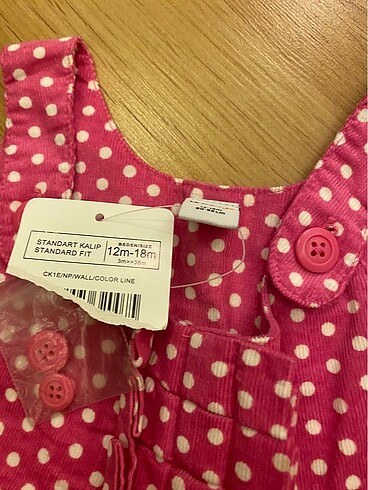 STANDART KALIP
STANDARD FIT
BEDEN/SIZE
12m-18m
3m>>36m
CK1E/NP/WALL/COLOR LINE